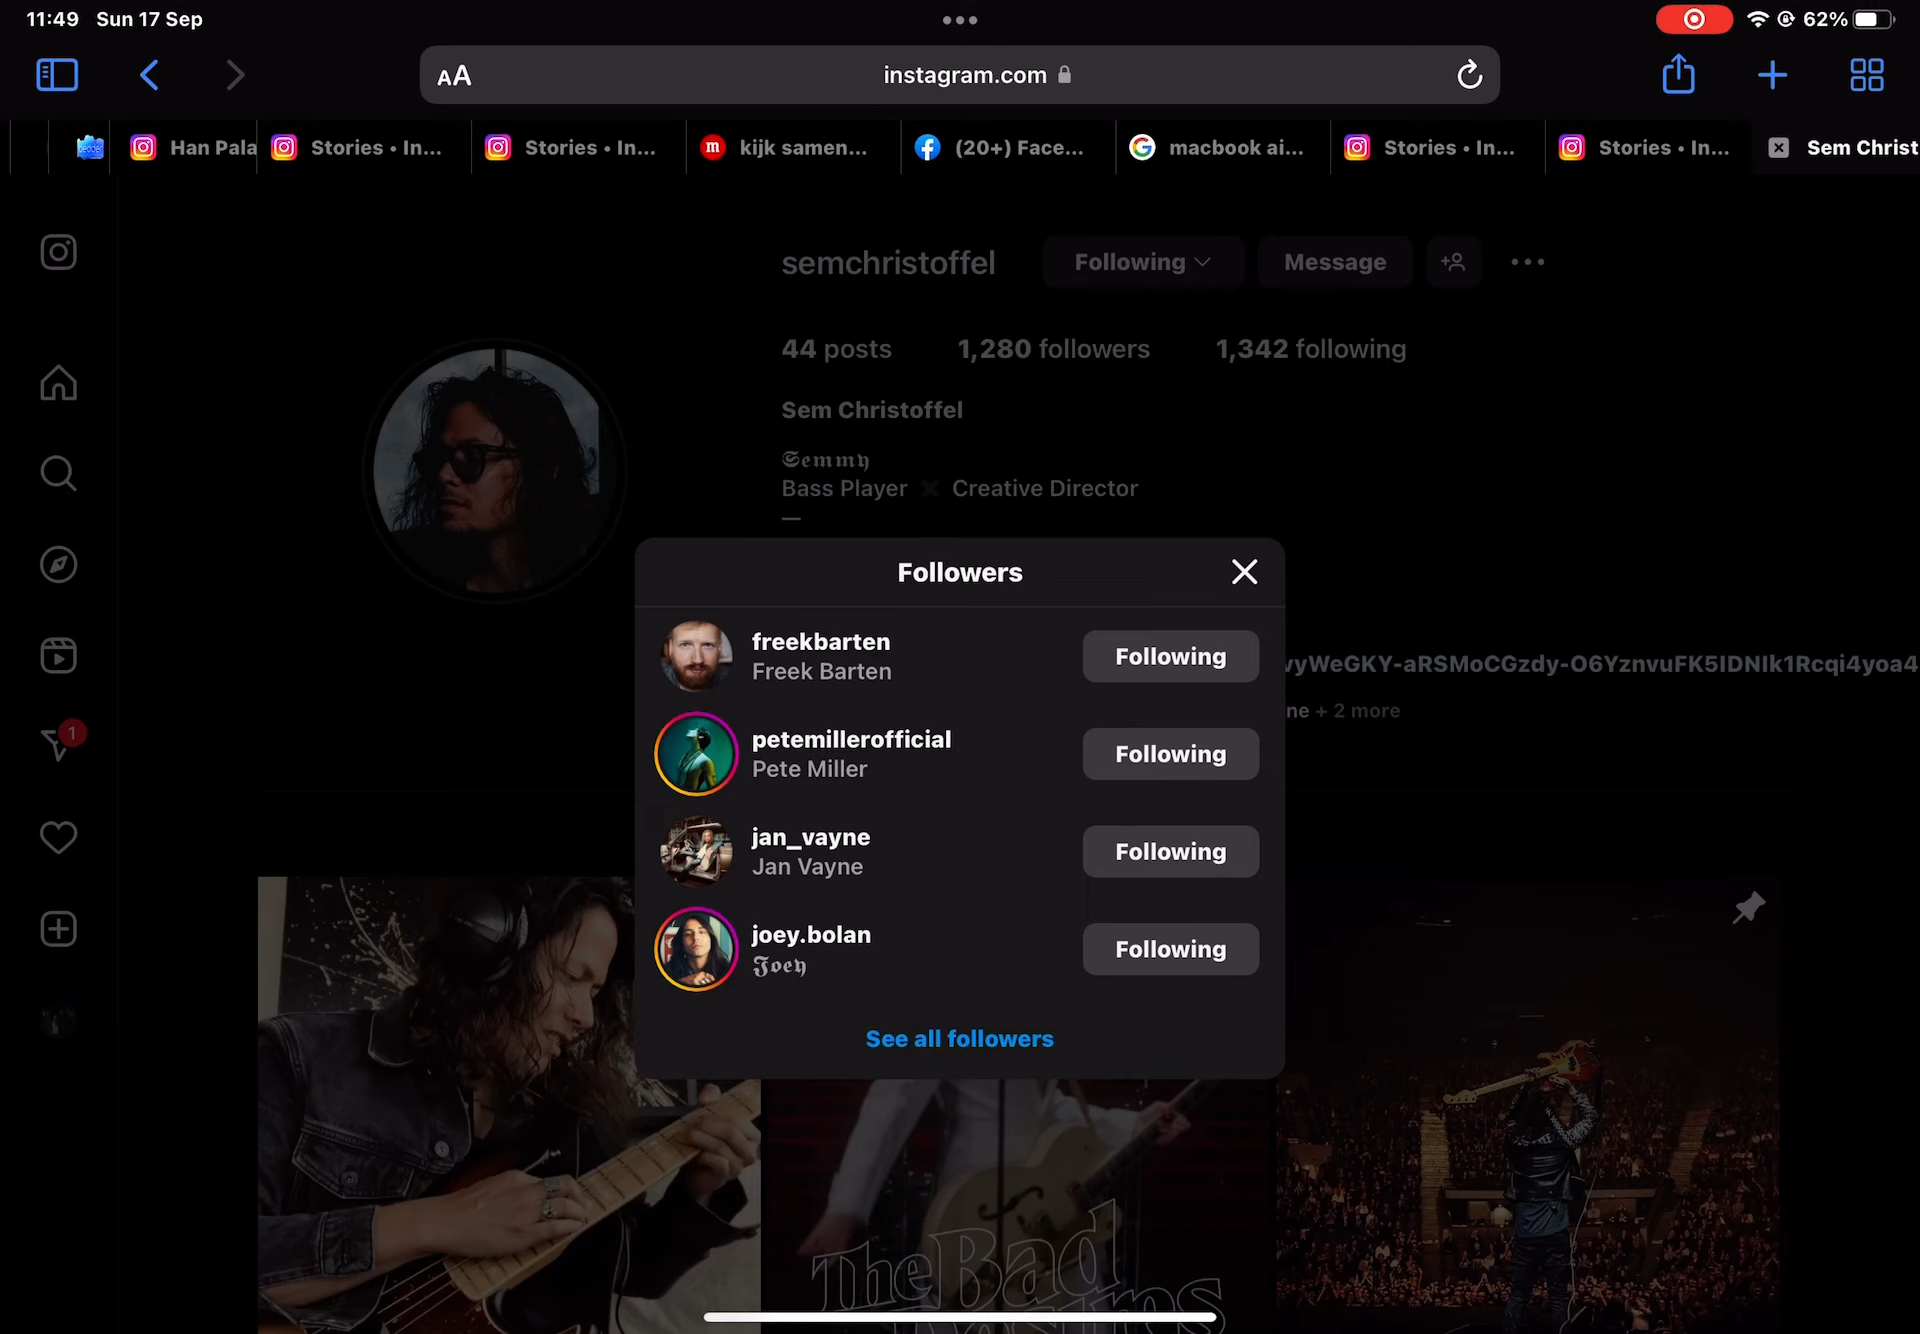 11:49 Sun 17 Sep
62%
AA
instagram.com
Han Pala
Stories • In...
Stories • In...
m
kijk samen...
(20+) Face...
macbook ai...
Stories • In...
Stories • In...
Sem Christ
semchristoffel
Following
Message
44 posts
1,280 followers
1,342 following
Sem Christoffel
𝕾𝖊𝖒𝖒𝖞
Bass Player ✖ Creative Director
—
Followers
freekbarten
Freek Barten
Following
vyWeGKY-aRSMoCGzdy-O6YznvuFK5IDNIk1Rcqi4yoa4
ne + 2 more
petemillerofficial
Pete Miller
Following
1
jan_vayne
Jan Vayne
Following
joey.bolan
𝕵𝖔𝖊𝖞
Following
See all followers
The Bad